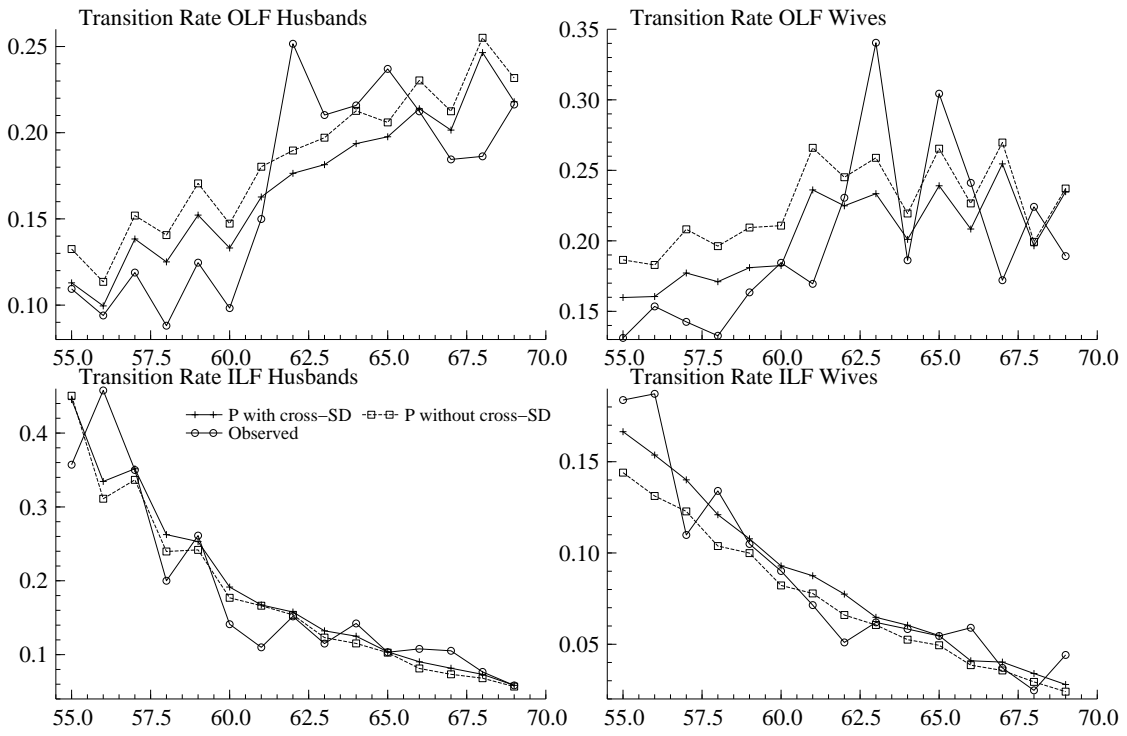 Transition Rate OLF Husbands
0.25
0.20
0.15
0.10
55.0 57.5 60.0 62.5 65.0 67.5 70.0
Transition Rate OLF Wives
0.35
0.30
0.25
0.20
0.15
55.0 57.5 60.0 62.5 65.0 67.5 70.0
Transition Rate ILF Husbands
P with cross−SD P without cross−SD
Observed
0.4
0.3
0.2
0.1
55.0 57.5 60.0 62.5 65.0 67.5 70.0
Transition Rate ILF Wives
0.15
0.10
0.05
55.0 57.5 60.0 62.5 65.0 67.5 70.0